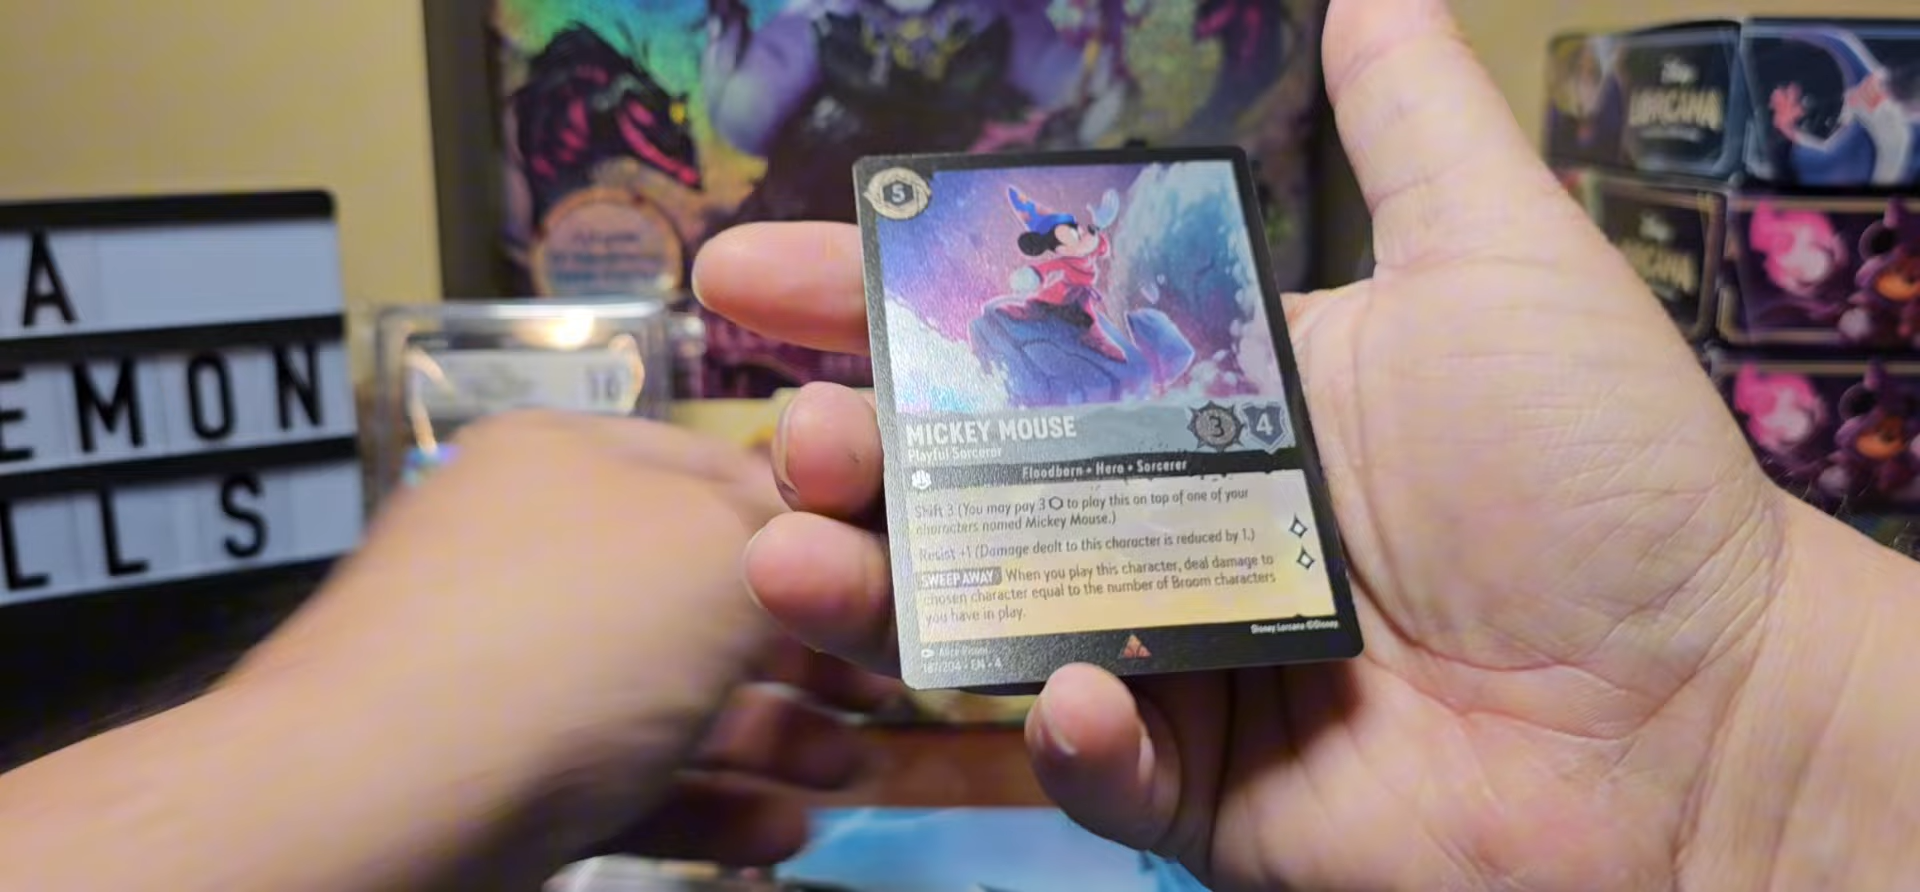 A
EMON
LLS
10
Disney
LORCANA
Disney
LORCANA
5
MICKEY MOUSE
3 4
Playful Sorcerer
Floodborn • Hero • Sorcerer
Shift 3 (You may pay 3 ⬡ to play this on top of one of your
characters named Mickey Mouse.)
Resist +1 (Damage dealt to this character is reduced by 1.)
SWEEP AWAY When you play this character, deal damage to
chosen character equal to the number of Broom characters
you have in play.
Disney Lorcana ©Disney
187/204 • EN • 4